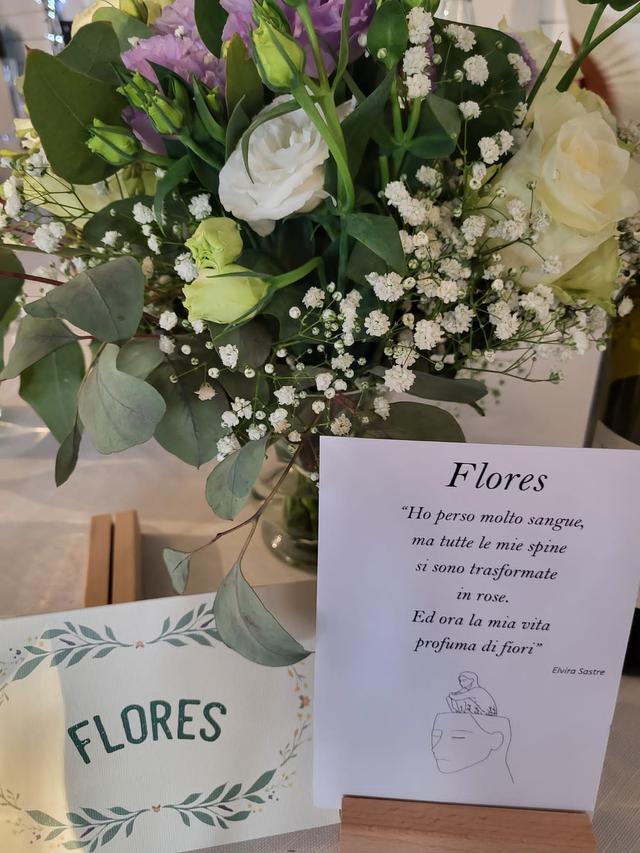 Flores
“Ho perso molto sangue,
ma tutte le mie spine
si sono trasformate
in rose.
Ed ora la mia vita
profuma di fiori”
Elvira Sastre
FLORES